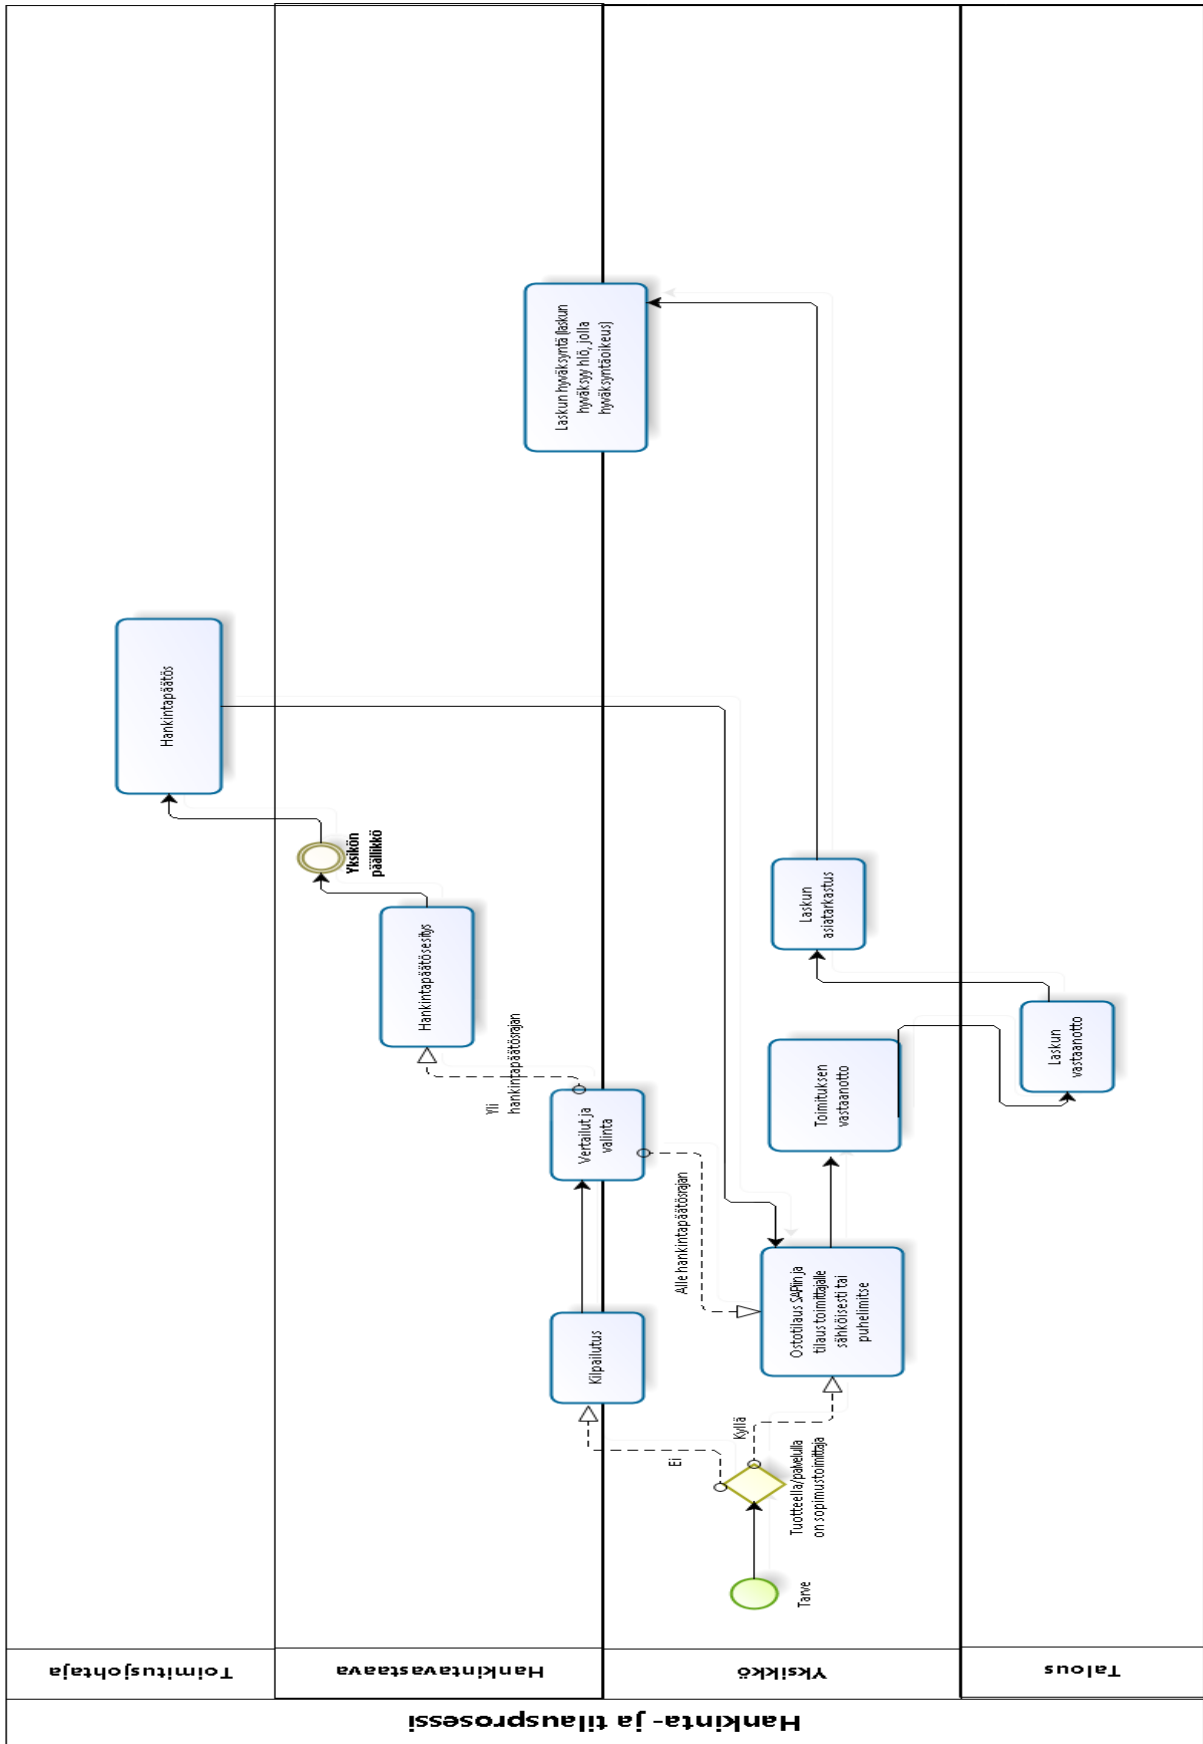 Hankinta- ja tilausprosessi
Toimitusjohtaja
Hankintavastaava
Yksikkö
Talous
Hankintapäätös
Yksikön
päällikkö
Hankintapäätösesitys
Yli
hankintapäätösrajan
Kilpailutus
Vertailut ja
valinta
Laskun hyväksyntä (laskun
hyväksyy hlö, jolla
hyväksyntäoikeus)
Alle hankintapäätösrajan
Ei
Kyllä
Tarve
Tuotteella/palvelulla
on sopimustoimittaja
Ostotilaus SAPiin ja
tilaus toimittajalle
sähköisesti tai
puhelimitse
Toimituksen
vastaanotto
Laskun
asiatarkastus
Laskun
vastaanotto